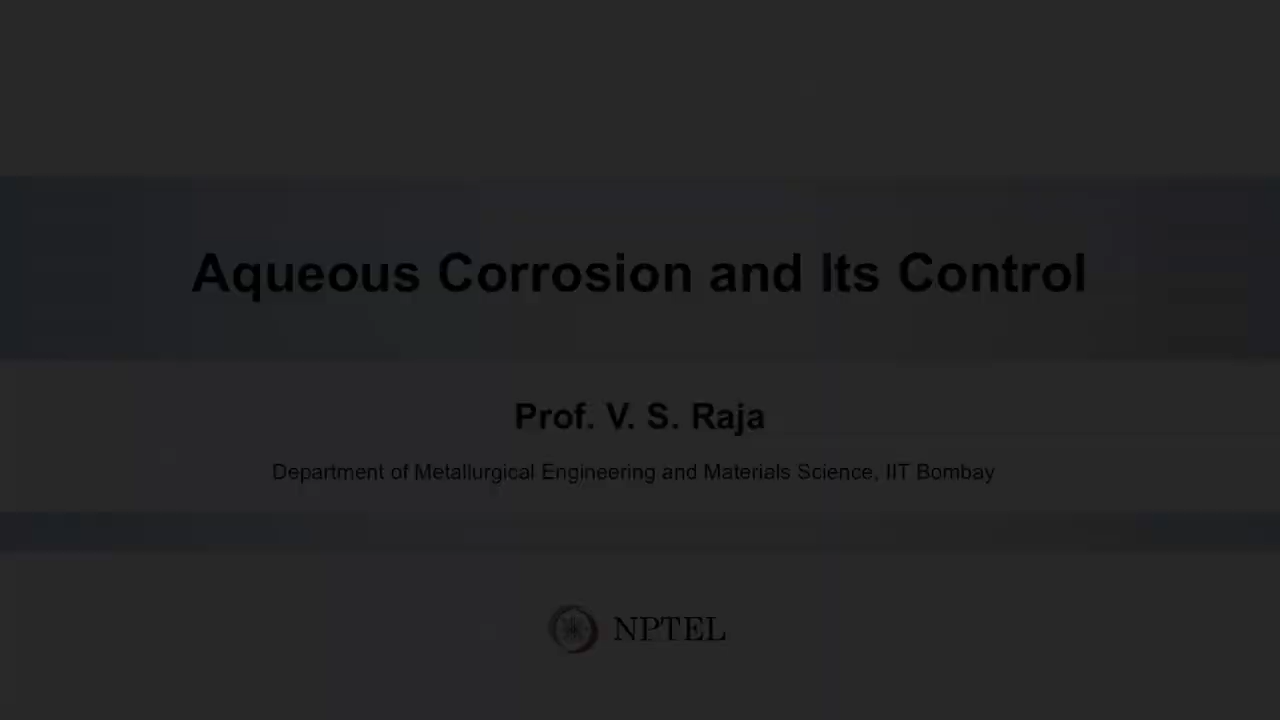 Aqueous Corrosion and Its Control
Prof. V. S. Raja
Department of Metallurgical Engineering and Materials Science, IIT Bombay
NPTEL